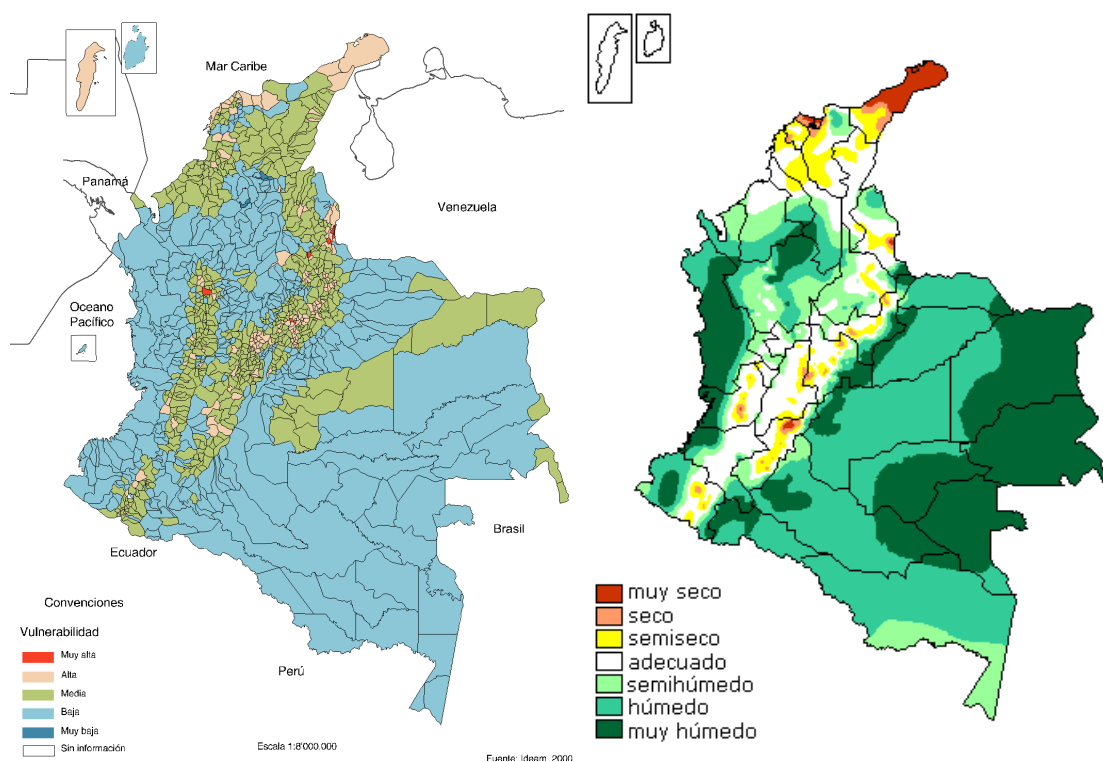 Mar Caribe
Panamá
Venezuela
Oceano
Pacífico
Brasil
Ecuador
Perú
Convenciones
Vulnerabilidad
Muy alta
Alta
Media
Baja
Muy baja
Sin información
Escala 1:8'000.000
Fuente: Ideam, 2000
muy seco
seco
semiseco
adecuado
semihúmedo
húmedo
muy húmedo